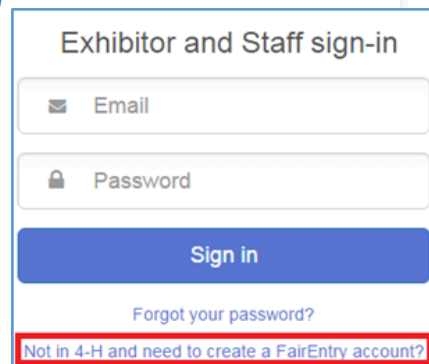 Exhibitor and Staff sign-in
Email
Password
Sign in
Forgot your password?
Not in 4-H and need to create a FairEntry account?